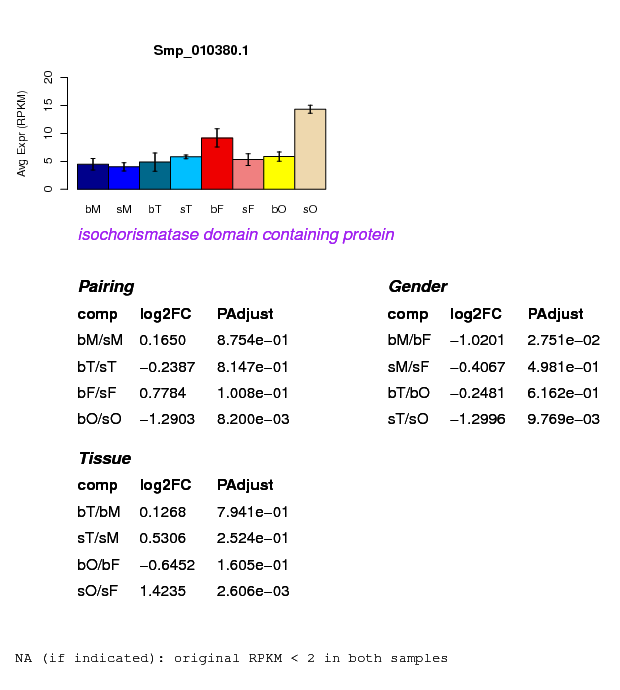 Smp_010380.1
Avg Expr (RPKM)
20
15
10
5
0
bM sM bT sT bF sF bO sO
isochorismatase domain containing protein
Pairing
comp log2FC PAdjust
bM/sM 0.1650 8.754e−01
bT/sT −0.2387 8.147e−01
bF/sF 0.7784 1.008e−01
bO/sO −1.2903 8.200e−03
Gender
comp log2FC PAdjust
bM/bF −1.0201 2.751e−02
sM/sF −0.4067 4.981e−01
bT/bO −0.2481 6.162e−01
sT/sO −1.2996 9.769e−03
Tissue
comp log2FC PAdjust
bT/bM 0.1268 7.941e−01
sT/sM 0.5306 2.524e−01
bO/bF −0.6452 1.605e−01
sO/sF 1.4235 2.606e−03
NA (if indicated): original RPKM < 2 in both samples